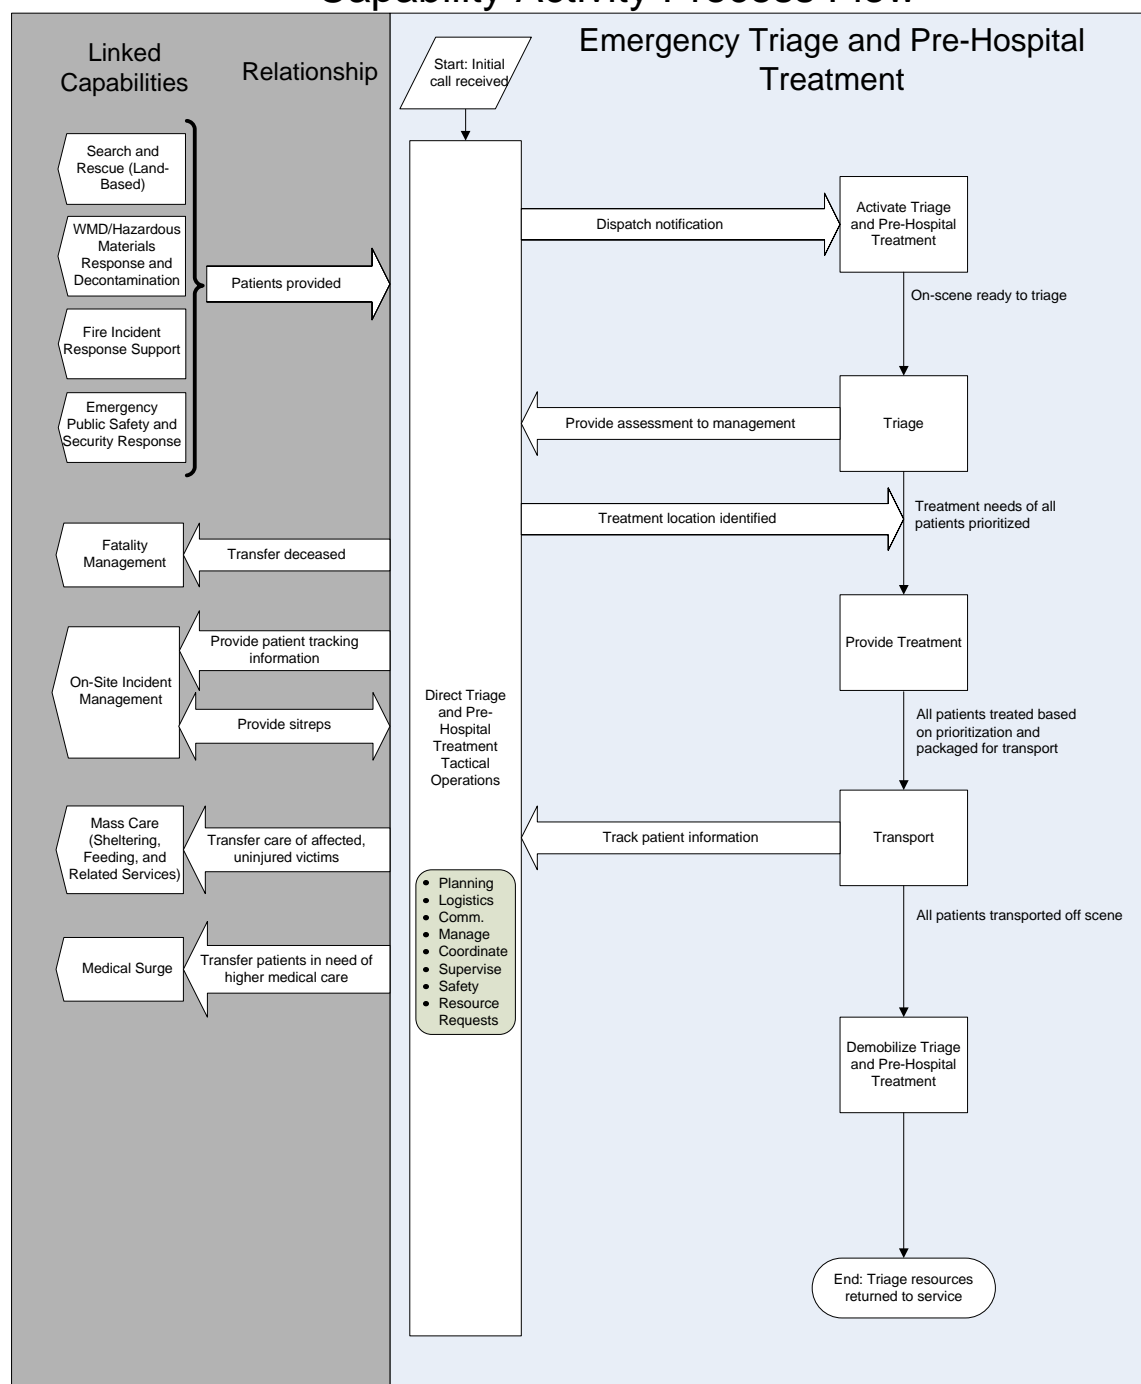 Capability Activity Process Flow
Linked
Capabilities
Relationship
Emergency Triage and Pre-Hospital
Treatment
Start: Initial
call received
Search and
Rescue (Land-
Based)
WMD/Hazardous
Materials
Response and
Decontamination
Fire Incident
Response Support
Emergency
Public Safety and
Security Response
Patients provided
Dispatch notification
Activate Triage
and Pre-Hospital
Treatment
On-scene ready to triage
Provide assessment to management
Triage
Treatment location identified
Treatment needs of all
patients prioritized
Fatality
Management
Transfer deceased
Provide Treatment
On-Site Incident
Management
Provide patient tracking
information
Provide sitreps
Direct Triage
and Pre-
Hospital
Treatment
Tactical
Operations
All patients treated based
on prioritization and
packaged for transport
Mass Care
(Sheltering,
Feeding, and
Related Services)
Transfer care of affected,
uninjured victims
Track patient information
Transport
• Planning
• Logistics
• Comm.
• Manage
• Coordinate
• Supervise
• Safety
• Resource
Requests
All patients transported off scene
Medical Surge
Transfer patients in need of
higher medical care
Demobilize Triage
and Pre-Hospital
Treatment
End: Triage resources
returned to service